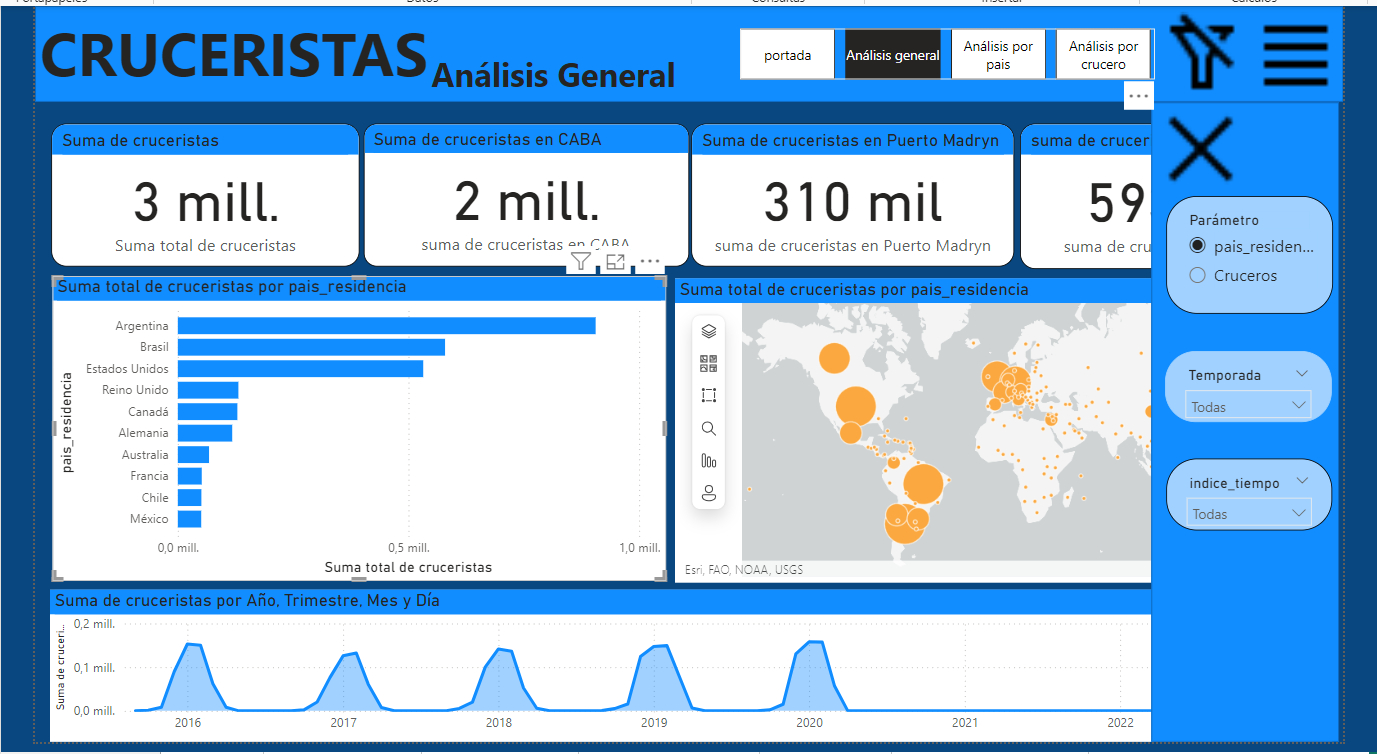 CRUCERISTAS Análisis General
portada
Análisis general
Análisis por
pais
Análisis por
crucero
Suma de cruceristas
3 mill.
Suma total de cruceristas
Suma de cruceristas en CABA
2 mill.
suma de cruceristas en CABA
Suma de cruceristas en Puerto Madryn
310 mil
suma de cruceristas en Puerto Madryn
suma de crucer
59
suma de cru
Parámetro
pais_residen...
Cruceros
Temporada
Todas
indice_tiempo
Todas
Suma total de cruceristas por pais_residencia
pais_residencia
Argentina
Brasil
Estados Unidos
Reino Unido
Canadá
Alemania
Australia
Francia
Chile
México
0,0 mill. 0,5 mill. 1,0 mill.
Suma total de cruceristas
Suma total de cruceristas por pais_residencia
Esri, FAO, NOAA, USGS
Suma de cruceristas por Año, Trimestre, Mes y Día
Suma de cruceri...
0,2 mill.
0,1 mill.
0,0 mill.
2016 2017 2018 2019 2020 2021 2022